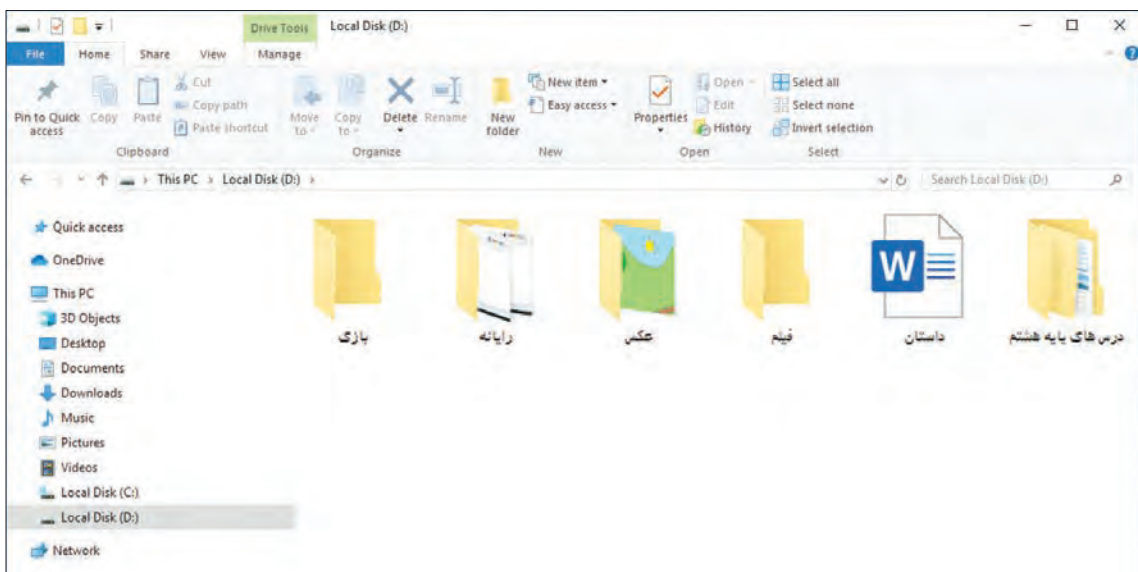 Drive Tools
Local Disk (D:)
File
Home
Share
View
Manage
Pin to Quick access
Copy
Paste
Cut
Copy path
Paste shortcut
Clipboard
Move to
Copy to
Delete
Rename
Organize
New folder
New item
Easy access
New
Properties
Open
Edit
History
Open
Select all
Select none
Invert selection
Select
This PC > Local Disk (D:) >
Search Local Disk (D:)
Quick access
OneDrive
This PC
3D Objects
Desktop
Documents
Downloads
Music
Pictures
Videos
Local Disk (C:)
Local Disk (D:)
Network
درس های پایه هشتم
W
داستان
فیلم
عکس
رایانه
بازی